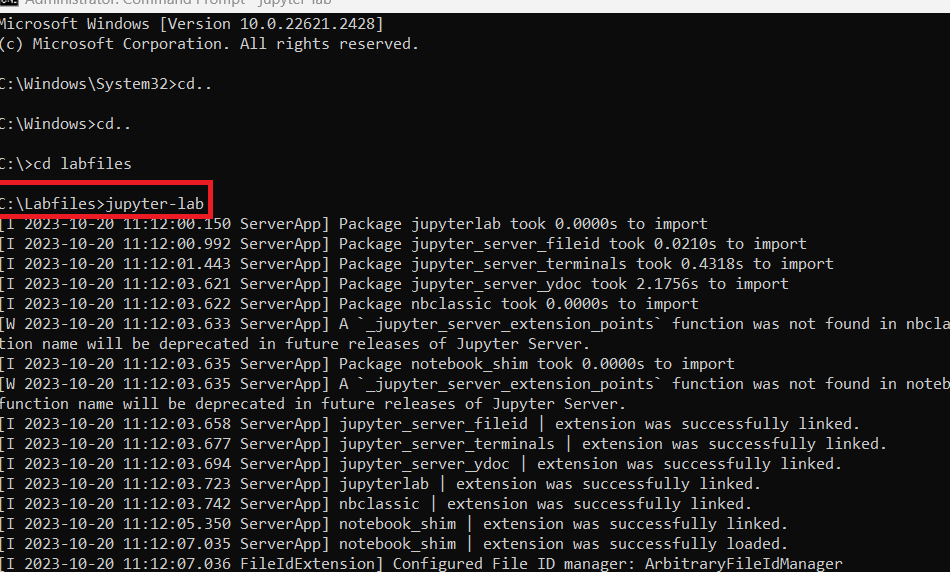 Administrator: Command Prompt - jupyter-lab
Microsoft Windows [Version 10.0.22621.2428]
(c) Microsoft Corporation. All rights reserved.
C:\Windows\System32>cd..
C:\Windows>cd..
C:\>cd labfiles
C:\Labfiles>jupyter-lab
[I 2023-10-20 11:12:00.150 ServerApp] Package jupyterlab took 0.0000s to import
[I 2023-10-20 11:12:00.992 ServerApp] Package jupyter_server_fileid took 0.0210s to import
[I 2023-10-20 11:12:01.443 ServerApp] Package jupyter_server_terminals took 0.4318s to import
[I 2023-10-20 11:12:03.621 ServerApp] Package jupyter_server_ydoc took 2.1756s to import
[I 2023-10-20 11:12:03.622 ServerApp] Package nbclassic took 0.0000s to import
[W 2023-10-20 11:12:03.633 ServerApp] A `_jupyter_server_extension_points` function was not found in nbcla
tion name will be deprecated in future releases of Jupyter Server.
[I 2023-10-20 11:12:03.635 ServerApp] Package notebook_shim took 0.0000s to import
[W 2023-10-20 11:12:03.635 ServerApp] A `_jupyter_server_extension_points` function was not found in noteb
function name will be deprecated in future releases of Jupyter Server.
[I 2023-10-20 11:12:03.658 ServerApp] jupyter_server_fileid | extension was successfully linked.
[I 2023-10-20 11:12:03.677 ServerApp] jupyter_server_terminals | extension was successfully linked.
[I 2023-10-20 11:12:03.694 ServerApp] jupyter_server_ydoc | extension was successfully linked.
[I 2023-10-20 11:12:03.723 ServerApp] jupyterlab | extension was successfully linked.
[I 2023-10-20 11:12:03.742 ServerApp] nbclassic | extension was successfully linked.
[I 2023-10-20 11:12:05.350 ServerApp] notebook_shim | extension was successfully linked.
[I 2023-10-20 11:12:07.035 ServerApp] notebook_shim | extension was successfully loaded.
[I 2023-10-20 11:12:07.036 FileIdExtension] Configured File ID manager: ArbitraryFileIdManager